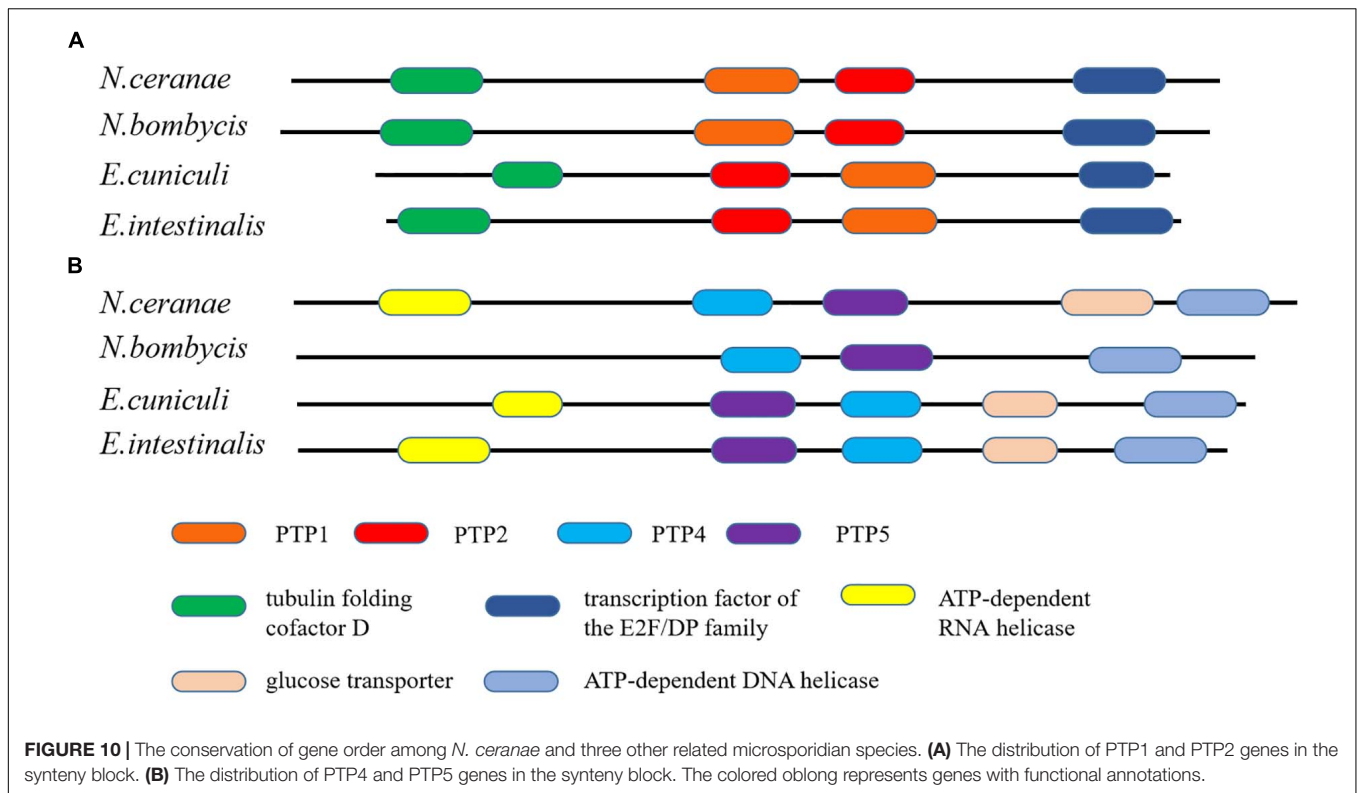 A
N.ceranae
N.bombycis
E.cuniculi
E.intestinalis
B
N.ceranae
N.bombycis
E.cuniculi
E.intestinalis
PTP1 PTP2 PTP4 PTP5
tubulin folding
cofactor D
transcription factor of
the E2F/DP family
ATP-dependent
RNA helicase
glucose transporter
ATP-dependent DNA helicase
FIGURE 10 | The conservation of gene order among N. ceranae and three other related microsporidian species. (A) The distribution of PTP1 and PTP2 genes in the
synteny block. (B) The distribution of PTP4 and PTP5 genes in the synteny block. The colored oblong represents genes with functional annotations.